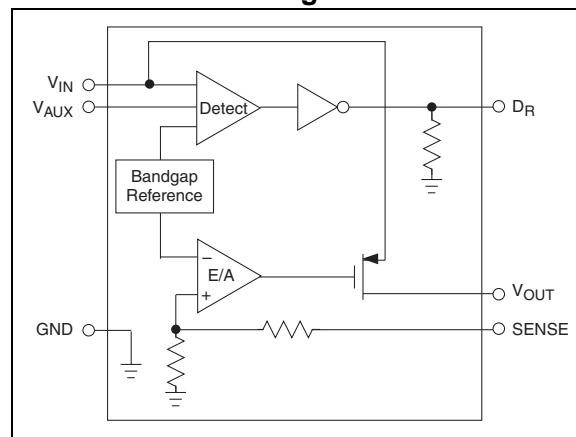 V_IN
V_AUX
Detect
D_R
Bandgap
Reference
−
E/A
+
V_OUT
GND
SENSE